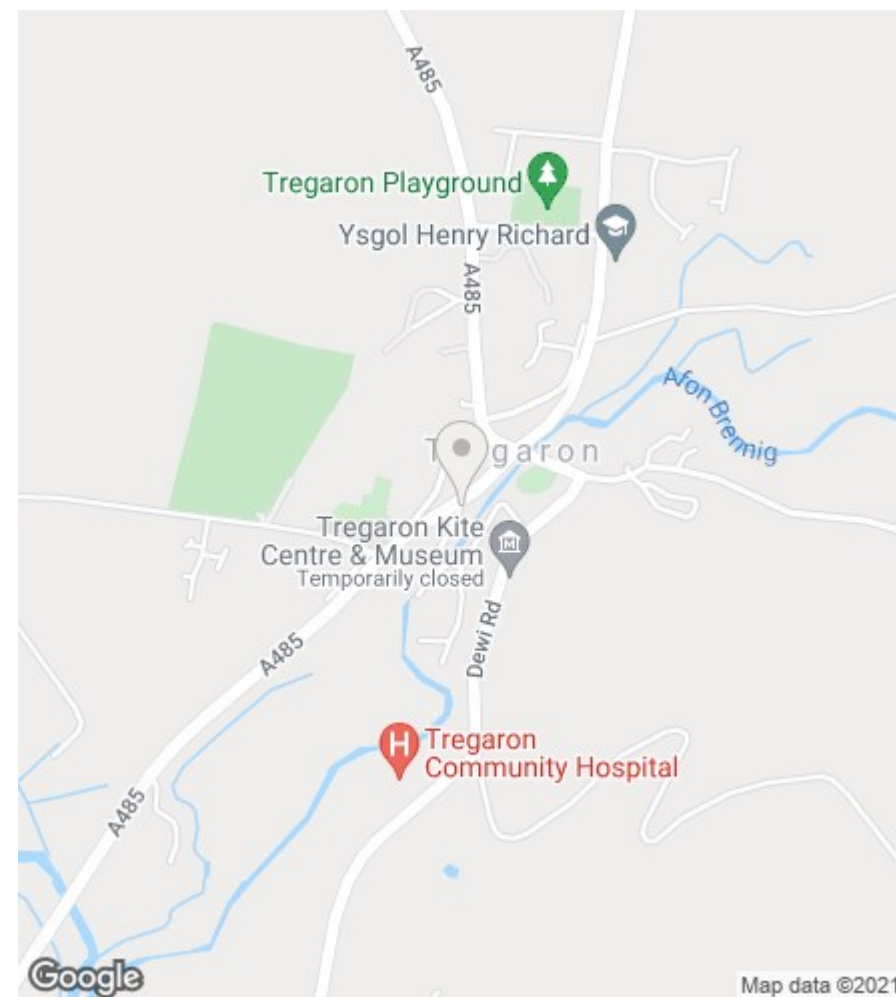 A485
Tregaron Playground
Ysgol Henry Richard
A485
Afon Brennig
Tregaron
Tregaron Kite
Centre & Museum
Temporarily closed
Dewi Rd
A485
H
Tregaron
Community Hospital
A485
Google
Map data ©2021